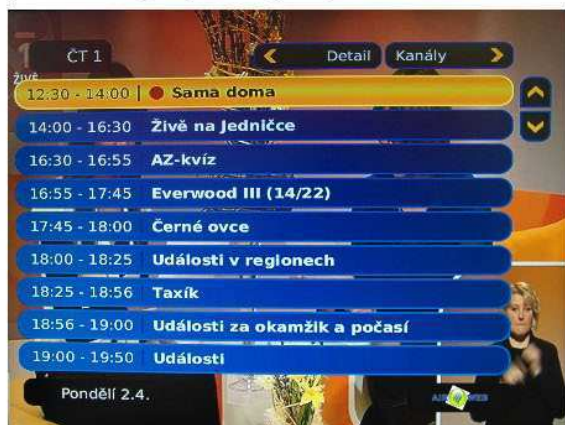 ČT 1
Detail
Kanály
ŽIVĚ
12:30 - 14:00 Sama doma
14:00 - 16:30 Živě na Jedničce
16:30 - 16:55 AZ-kvíz
16:55 - 17:45 Everwood III (14/22)
17:45 - 18:00 Černé ovce
18:00 - 18:25 Události v regionech
18:25 - 18:56 Taxík
18:56 - 19:00 Události za okamžik a počasí
19:00 - 19:50 Události
Pondělí 2.4.